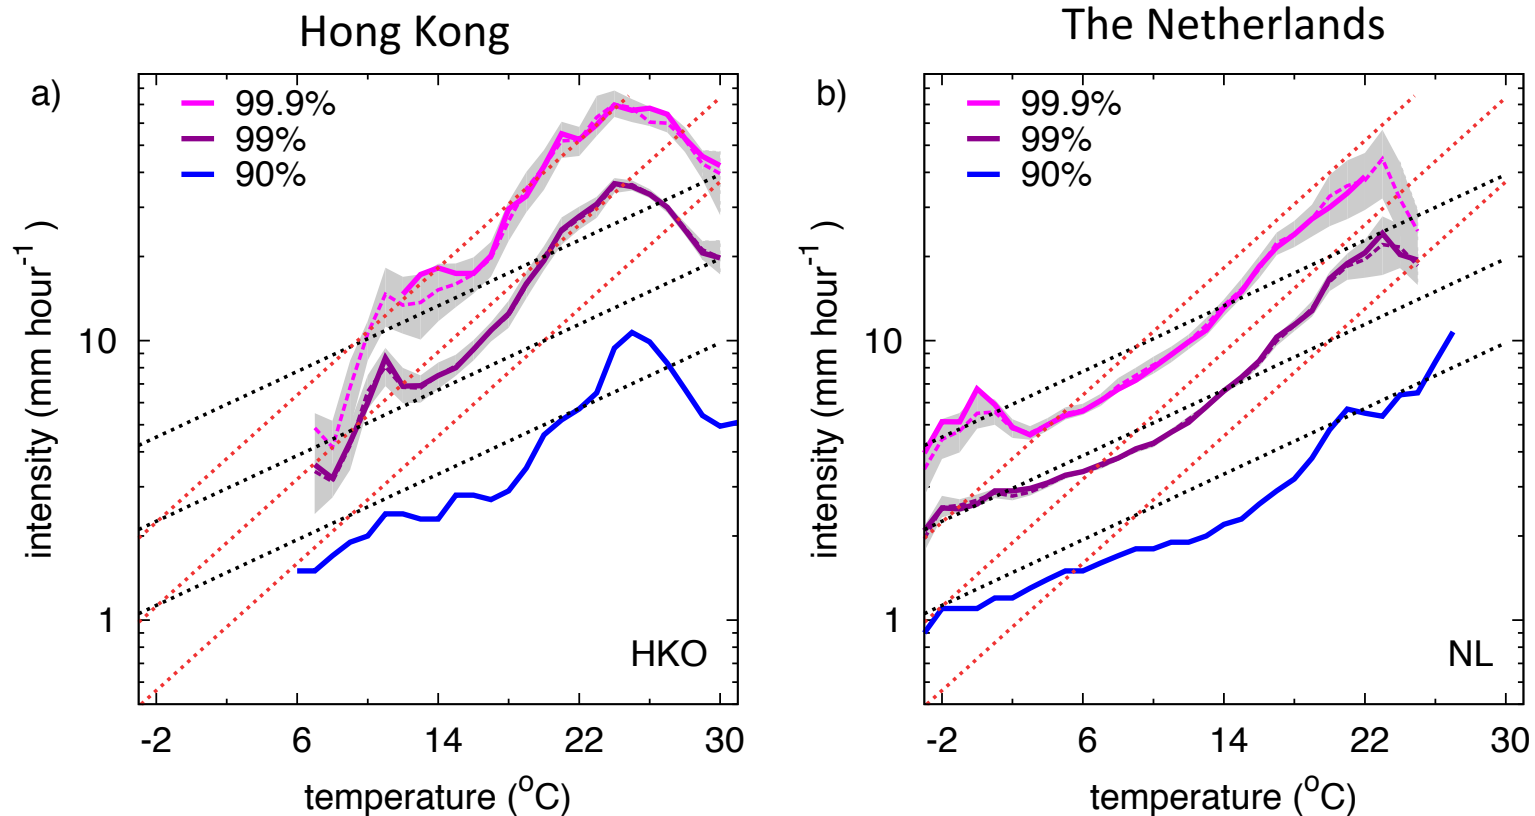 Hong Kong
a)
99.9%
99%
90%
10
1
intensity (mm hour-1 )
HKO
-2 6 14 22 30
temperature (oC)
The Netherlands
b)
99.9%
99%
90%
10
1
intensity (mm hour-1 )
NL
-2 6 14 22 30
temperature (oC)